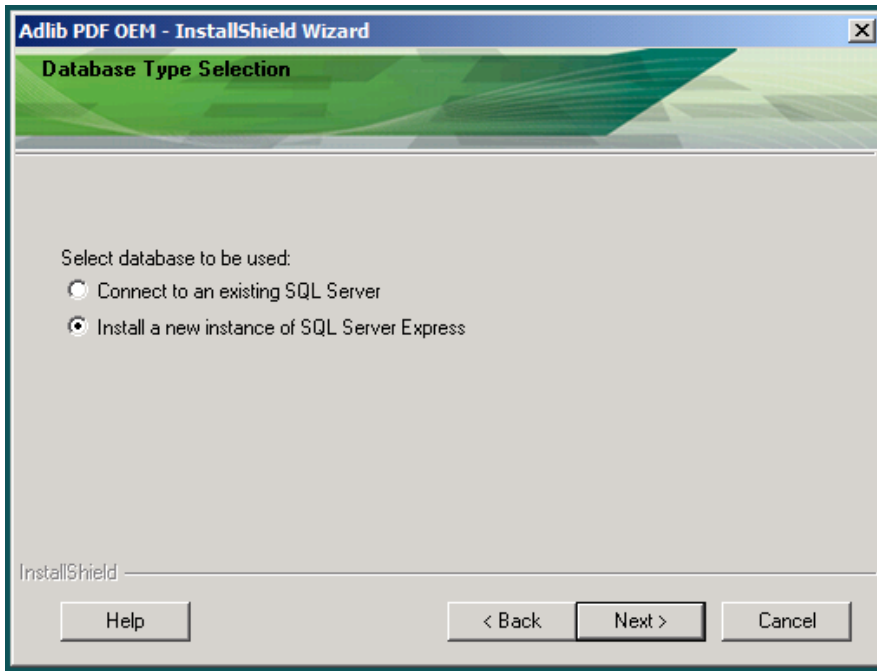 Adlib PDF OEM - InstallShield Wizard
Database Type Selection
Select database to be used:
Connect to an existing SQL Server
Install a new instance of SQL Server Express
InstallShield
Help
< Back
Next >
Cancel